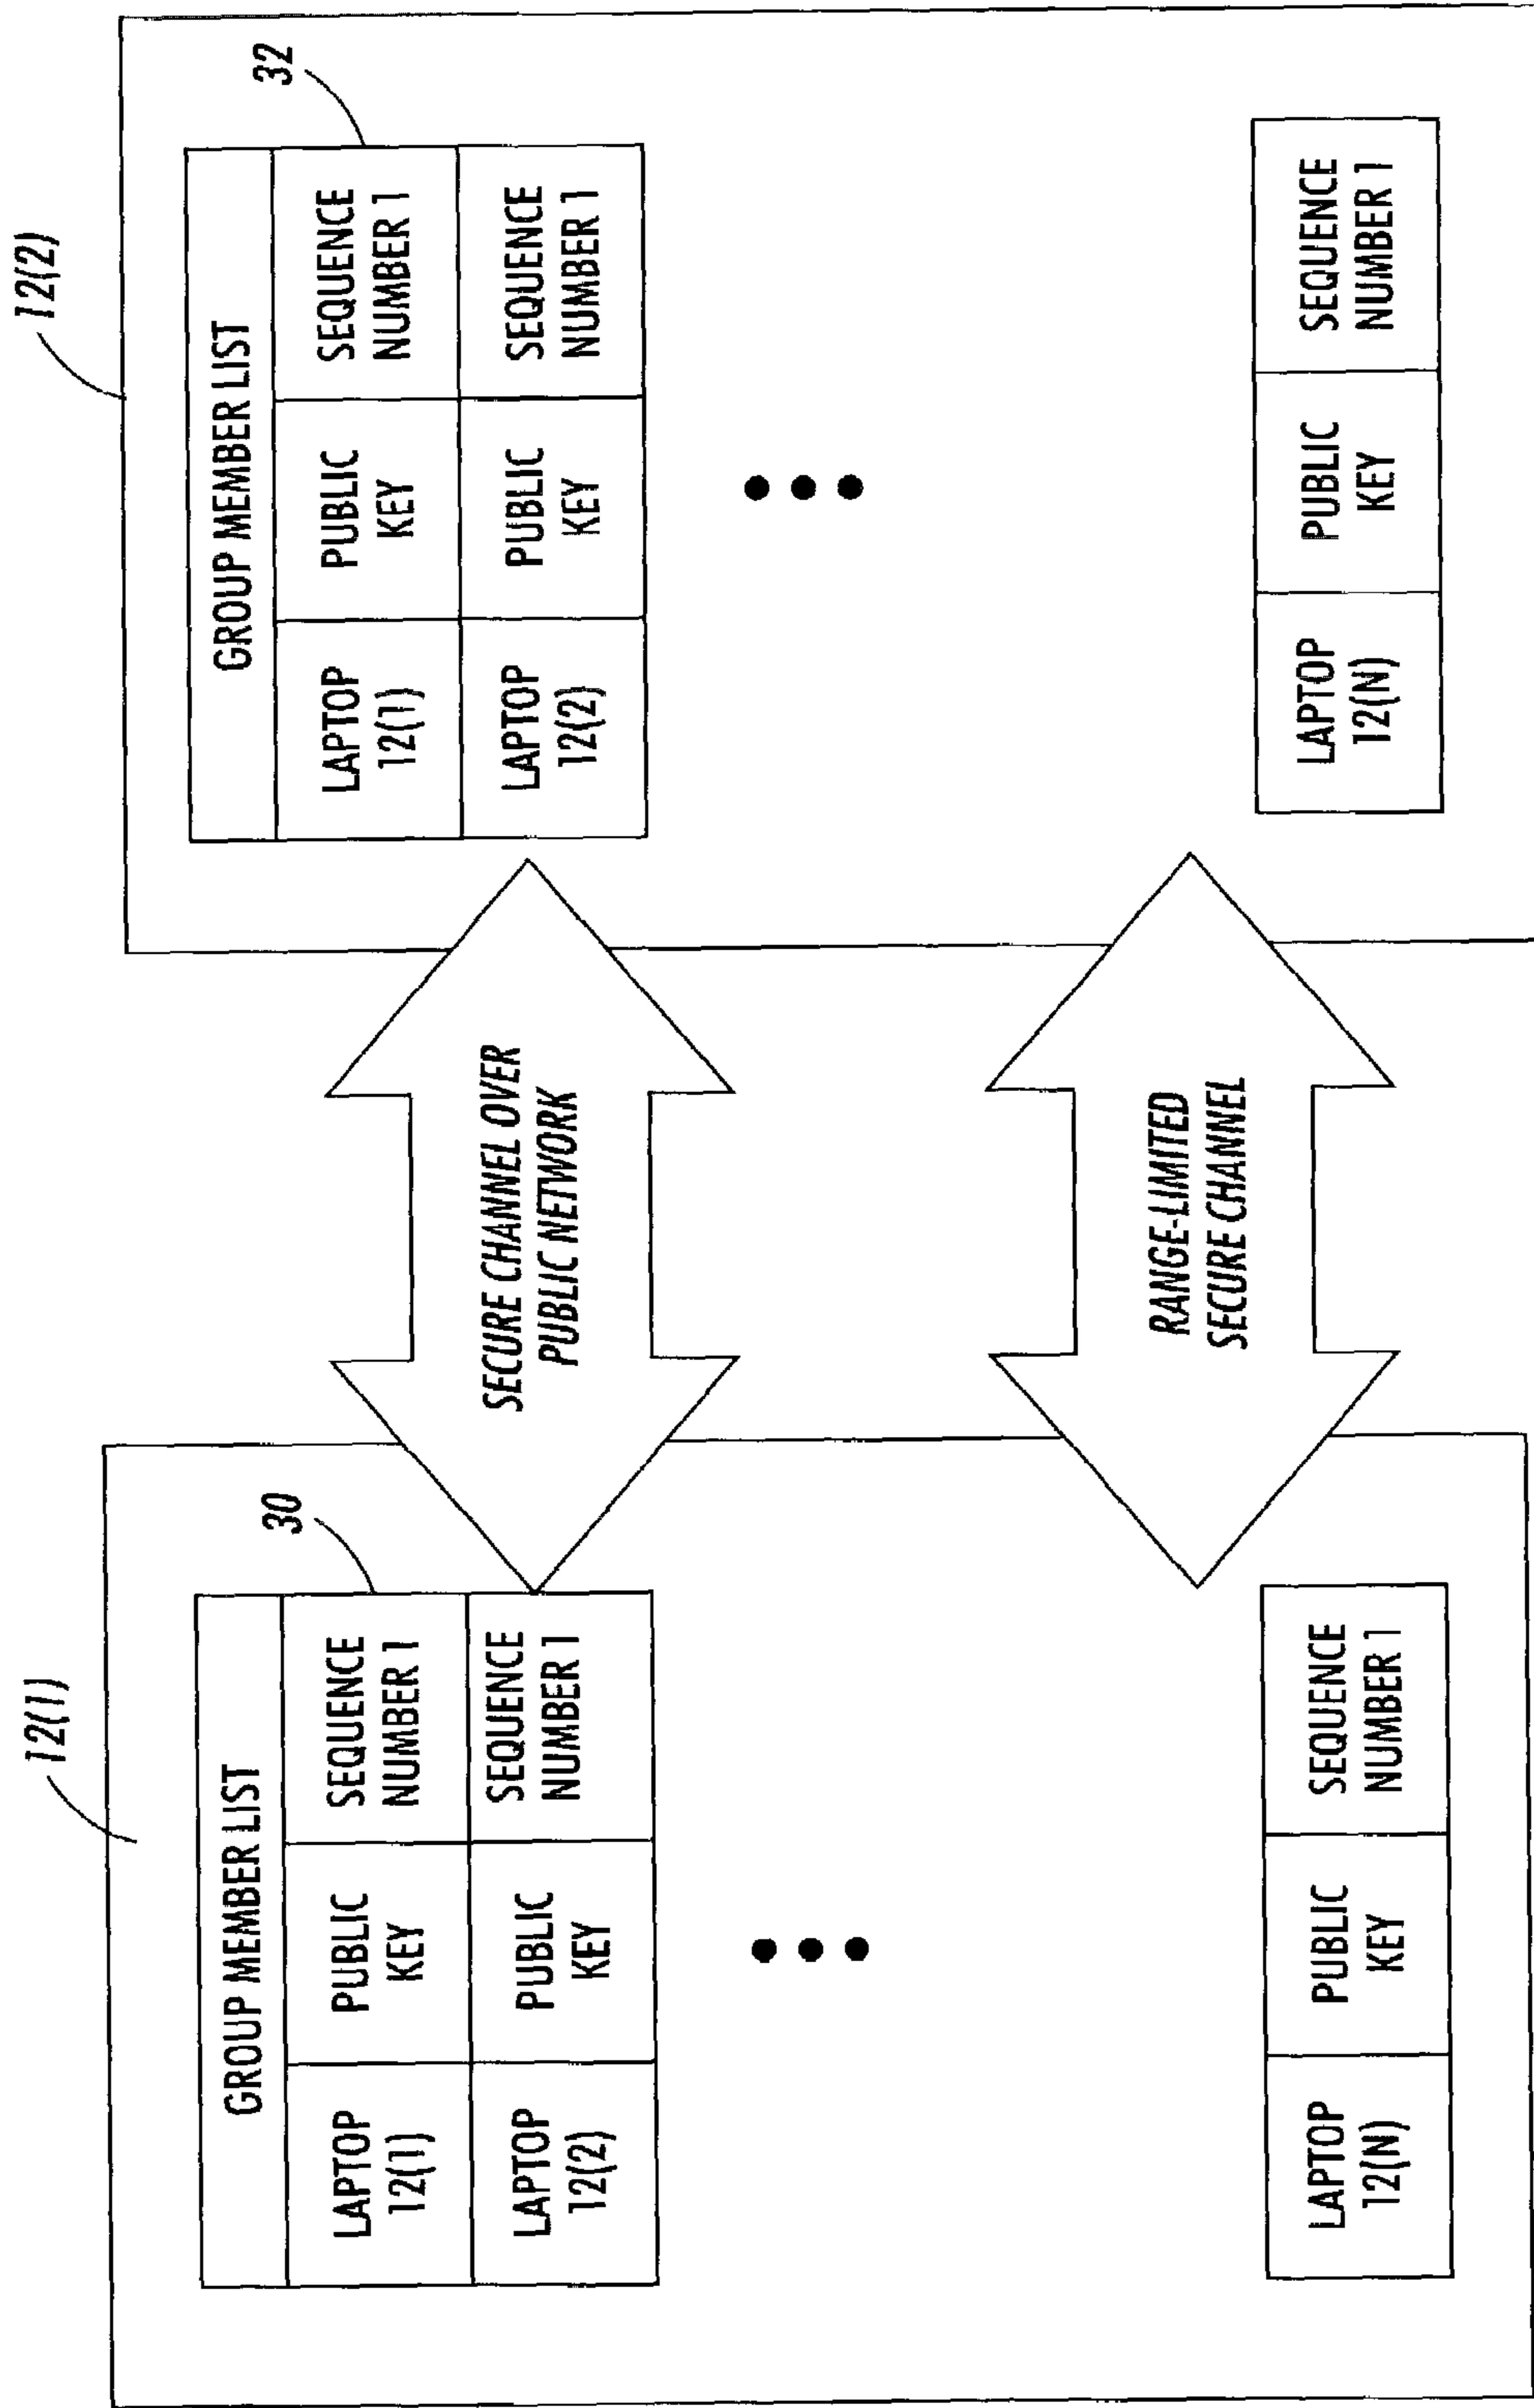 12(1)
30
GROUP MEMBER LIST
LAPTOP
12(1)
PUBLIC
KEY
SEQUENCE
NUMBER 1
LAPTOP
12(2)
PUBLIC
KEY
SEQUENCE
NUMBER 1
LAPTOP
12(N)
PUBLIC
KEY
SEQUENCE
NUMBER 1
SECURE CHANNEL OVER
PUBLIC NETWORK
RANGE-LIMITED
SECURE CHANNEL
12(2)
32
GROUP MEMBER LIST
LAPTOP
12(1)
PUBLIC
KEY
SEQUENCE
NUMBER 1
LAPTOP
12(2)
PUBLIC
KEY
SEQUENCE
NUMBER 1
LAPTOP
12(N)
PUBLIC
KEY
SEQUENCE
NUMBER 1